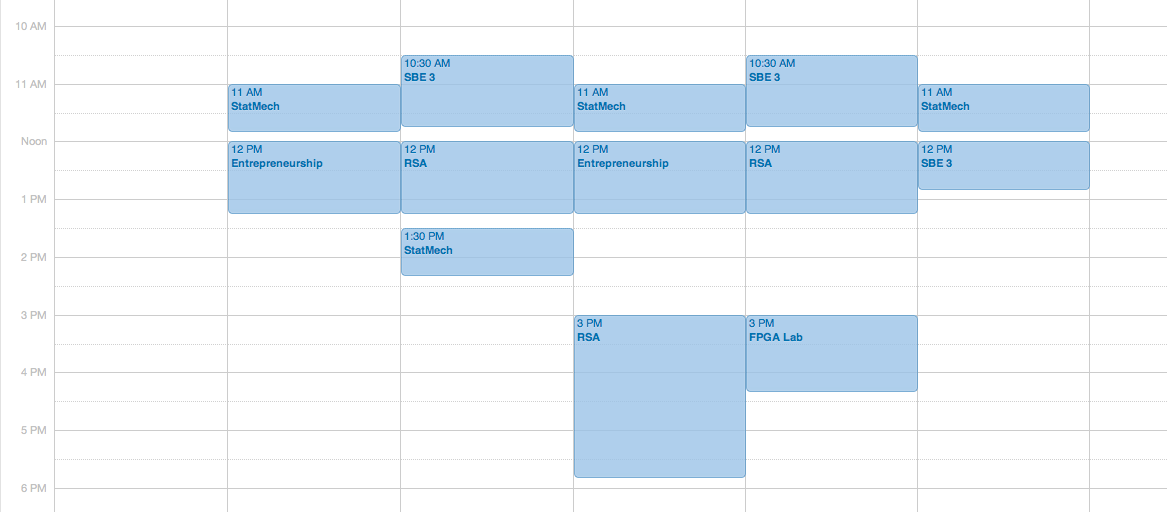 10 AM
11 AM
Noon
1 PM
2 PM
3 PM
4 PM
5 PM
6 PM
11 AM
StatMech
12 PM
Entrepreneurship
10:30 AM
SBE 3
12 PM
RSA
1:30 PM
StatMech
11 AM
StatMech
12 PM
Entrepreneurship
3 PM
RSA
10:30 AM
SBE 3
12 PM
RSA
3 PM
FPGA Lab
11 AM
StatMech
12 PM
SBE 3